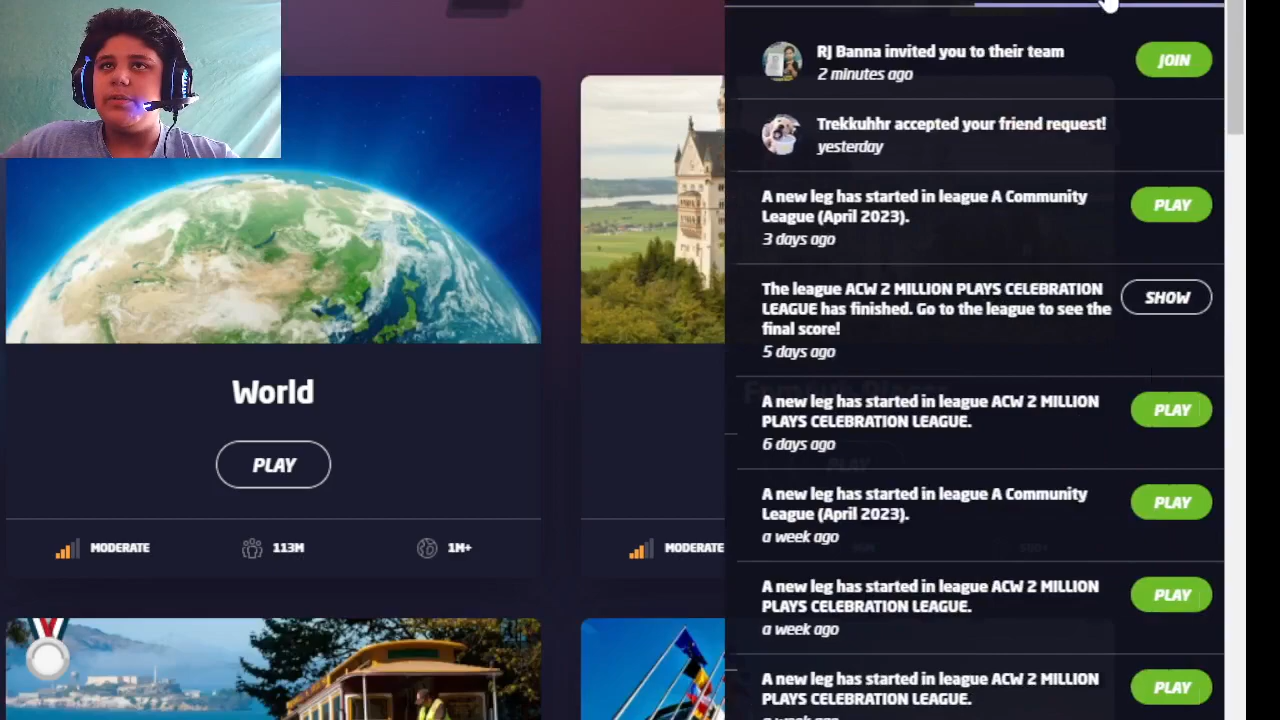 World
PLAY
MODERATE
113M
1M+
MODERATE
RJ Banna invited you to their team
2 minutes ago
JOIN
Trekkuhhr accepted your friend request!
yesterday
A new leg has started in league A Community
League (April 2023).
3 days ago
PLAY
The league ACW 2 MILLION PLAYS CELEBRATION
LEAGUE has finished. Go to the league to see the
final score!
5 days ago
SHOW
A new leg has started in league ACW 2 MILLION
PLAYS CELEBRATION LEAGUE.
6 days ago
PLAY
A new leg has started in league A Community
League (April 2023).
a week ago
PLAY
A new leg has started in league ACW 2 MILLION
PLAYS CELEBRATION LEAGUE.
a week ago
PLAY
A new leg has started in league ACW 2 MILLION
PLAYS CELEBRATION LEAGUE.
a week ago
PLAY